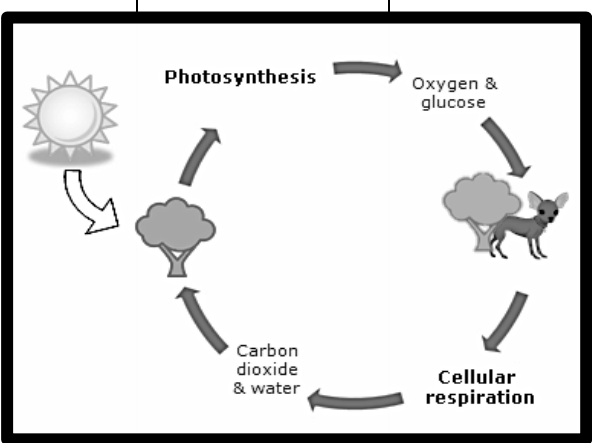 Photosynthesis
Oxygen &
glucose
Cellular
respiration
Carbon
dioxide
& water